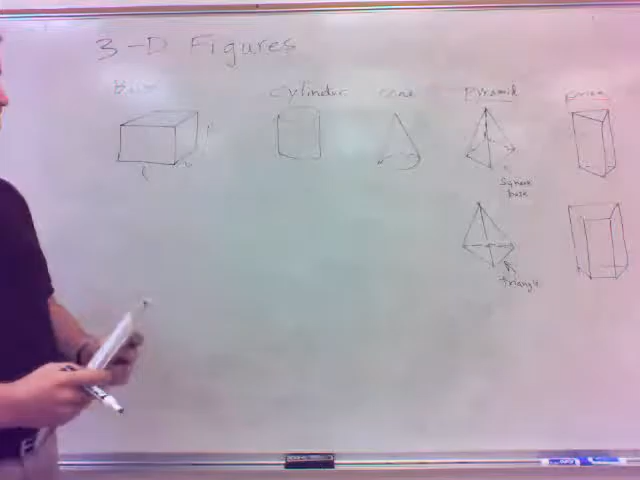 3-D Figures
Box
cylinder
cone
pyramid
prism
l
w
h
square
base
triangle